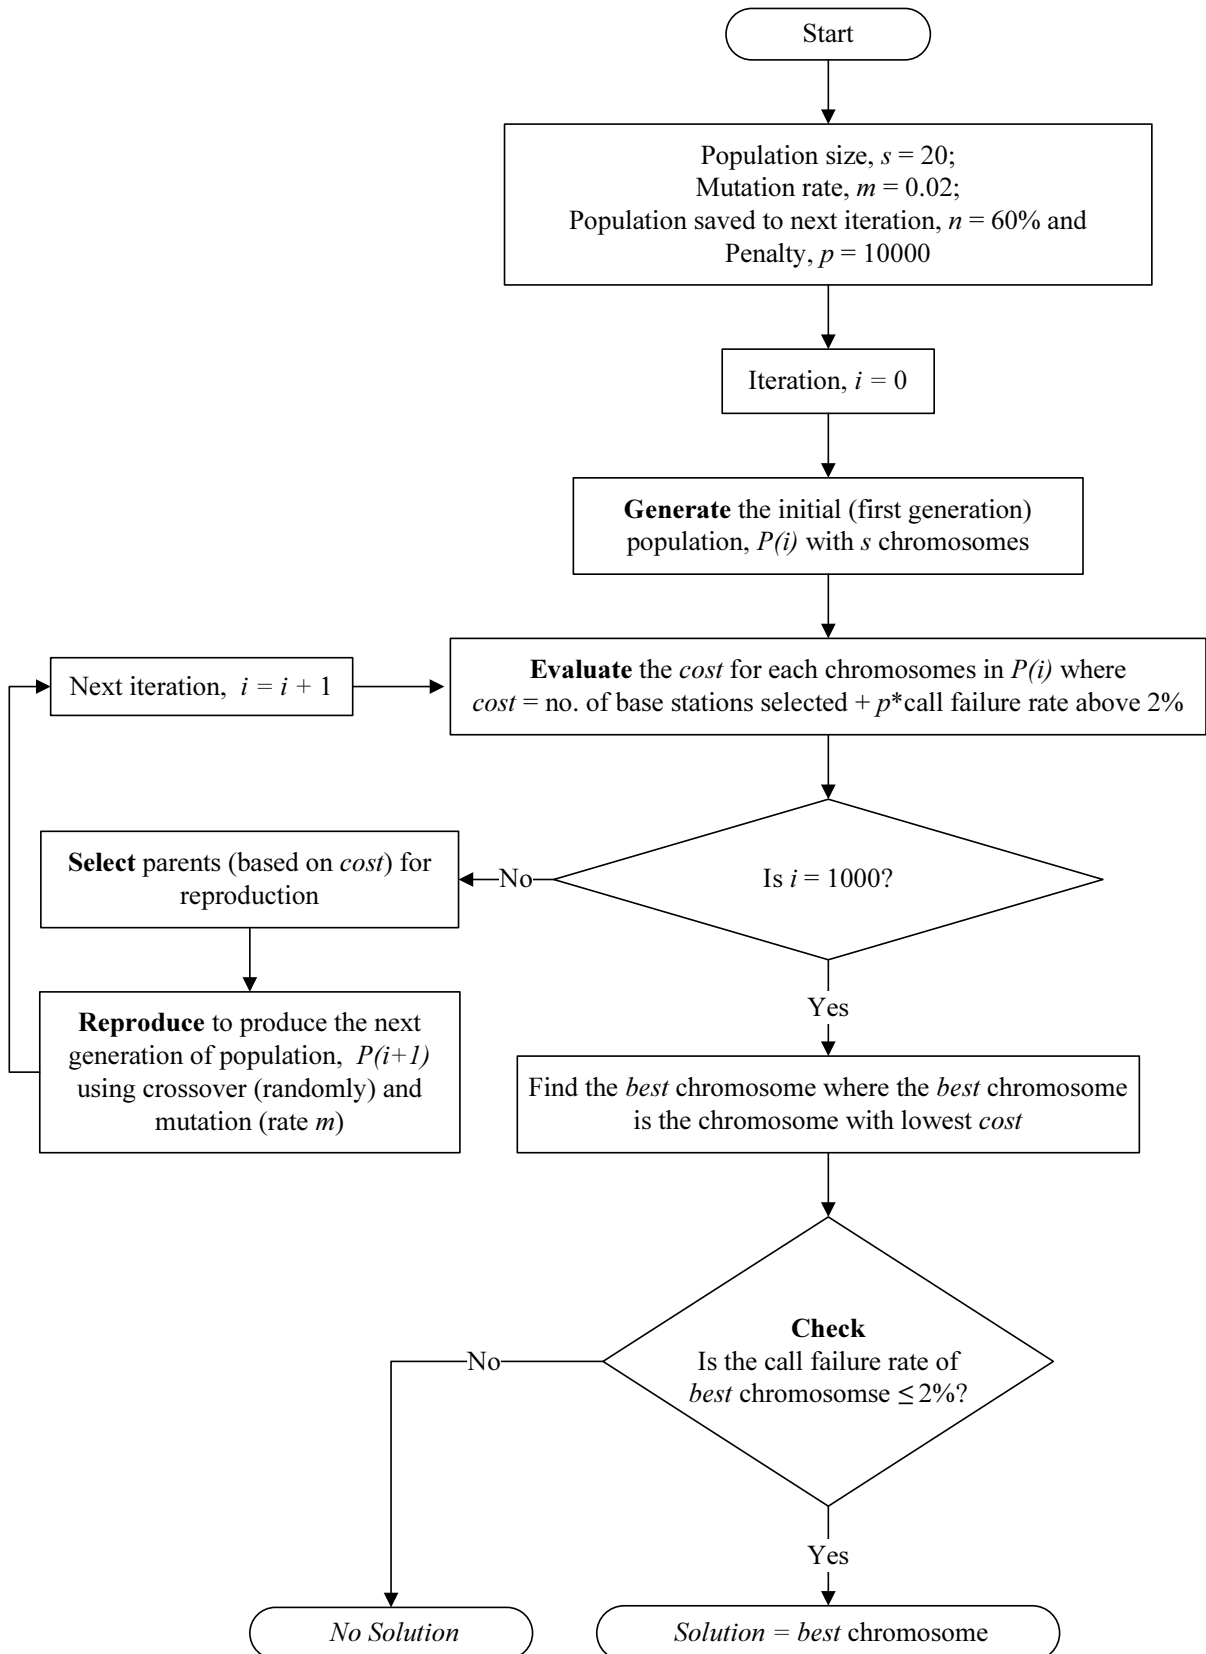 Start
Population size, s = 20;
Mutation rate, m = 0.02;
Population saved to next iteration, n = 60% and
Penalty, p = 10000
Iteration, i = 0
Generate the initial (first generation)
population, P(i) with s chromosomes
Next iteration, i = i + 1
Evaluate the cost for each chromosomes in P(i) where
cost = no. of base stations selected + p*call failure rate above 2%
Select parents (based on cost) for
reproduction
No
Is i = 1000?
Reproduce to produce the next
generation of population, P(i+1)
using crossover (randomly) and
mutation (rate m)
Yes
Find the best chromosome where the best chromosome
is the chromosome with lowest cost
Check
Is the call failure rate of
best chromosomse ≤ 2%?
No
Yes
No Solution
Solution = best chromosome